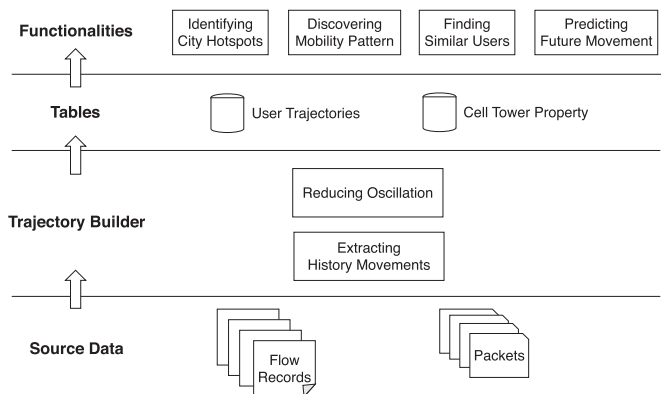 Functionalities
Identifying
City Hotspots
Discovering
Mobility Pattern
Finding
Similar Users
Predicting
Future Movement
Tables
User Trajectories
Cell Tower Property
Trajectory Builder
Reducing Oscillation
Extracting
History Movements
Source Data
Flow
Records
Packets